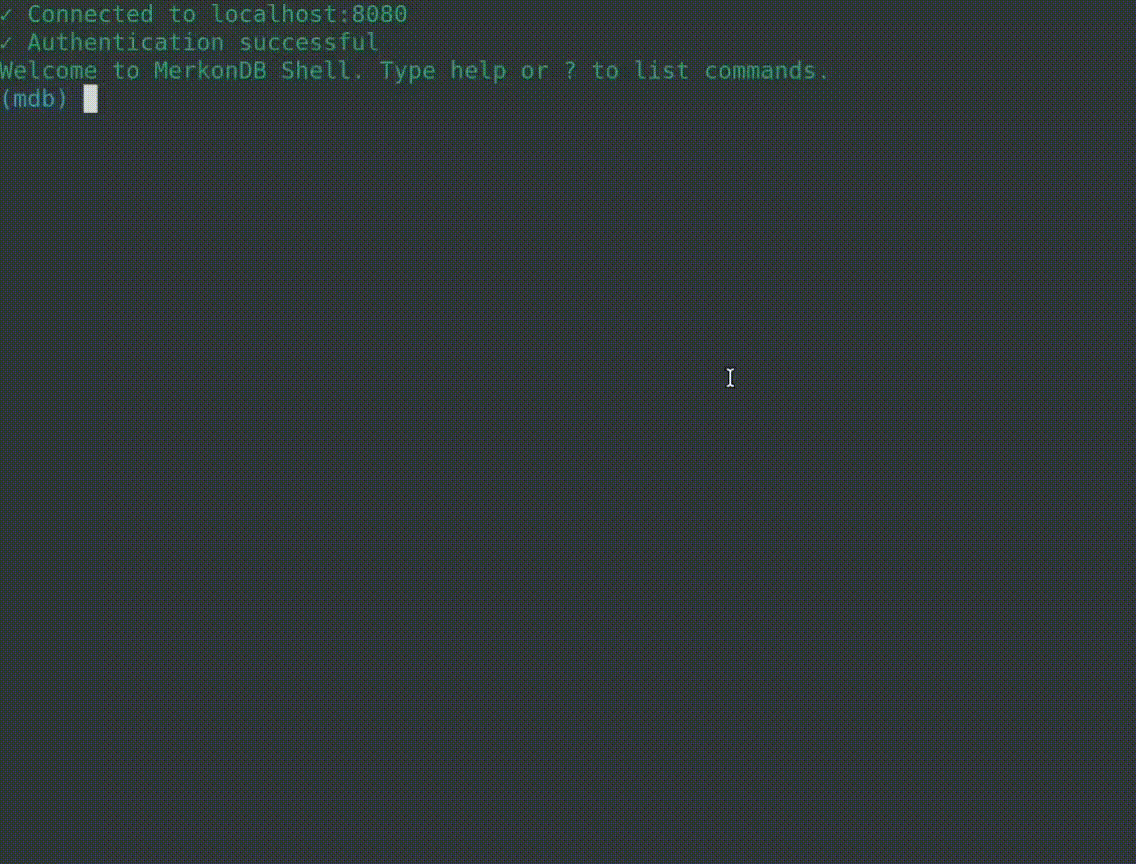 ✓ Connected to localhost:8080
✓ Authentication successful
Welcome to MerkonDB Shell. Type help or ? to list commands.
(mdb)